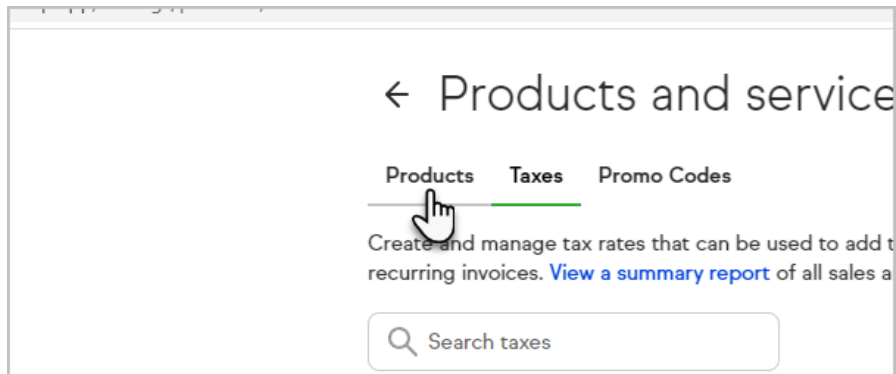 Products and service
Products Taxes Promo Codes
Create and manage tax rates that can be used to add t
recurring invoices. View a summary report of all sales a
Search taxes